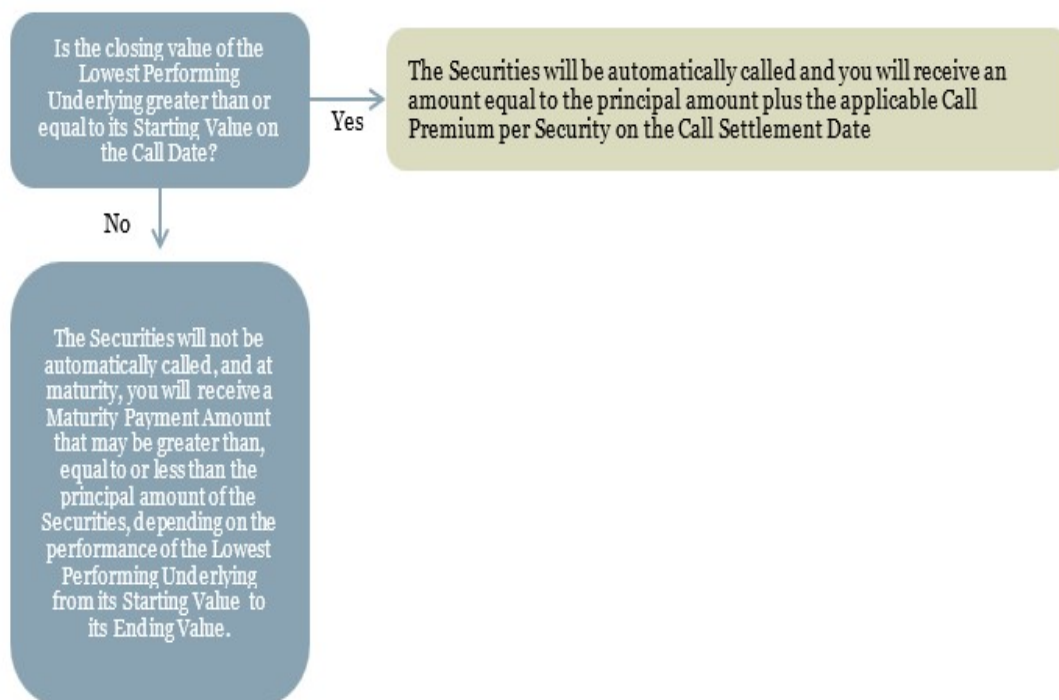 Is the closing value of the
Lowest Performing
Underlying greater than or
equal to its Starting Value on
the Call Date?
Yes
The Securities will be automatically called and you will receive an
amount equal to the principal amount plus the applicable Call
Premium per Security on the Call Settlement Date
No
The Securities will not be
automatically called, and at
maturity, you will receive a
Maturity Payment Amount
that may be greater than,
equal to or less than the
principal amount of the
Securities, depending on the
performance of the Lowest
Performing Underlying
from its Starting Value to
its Ending Value.